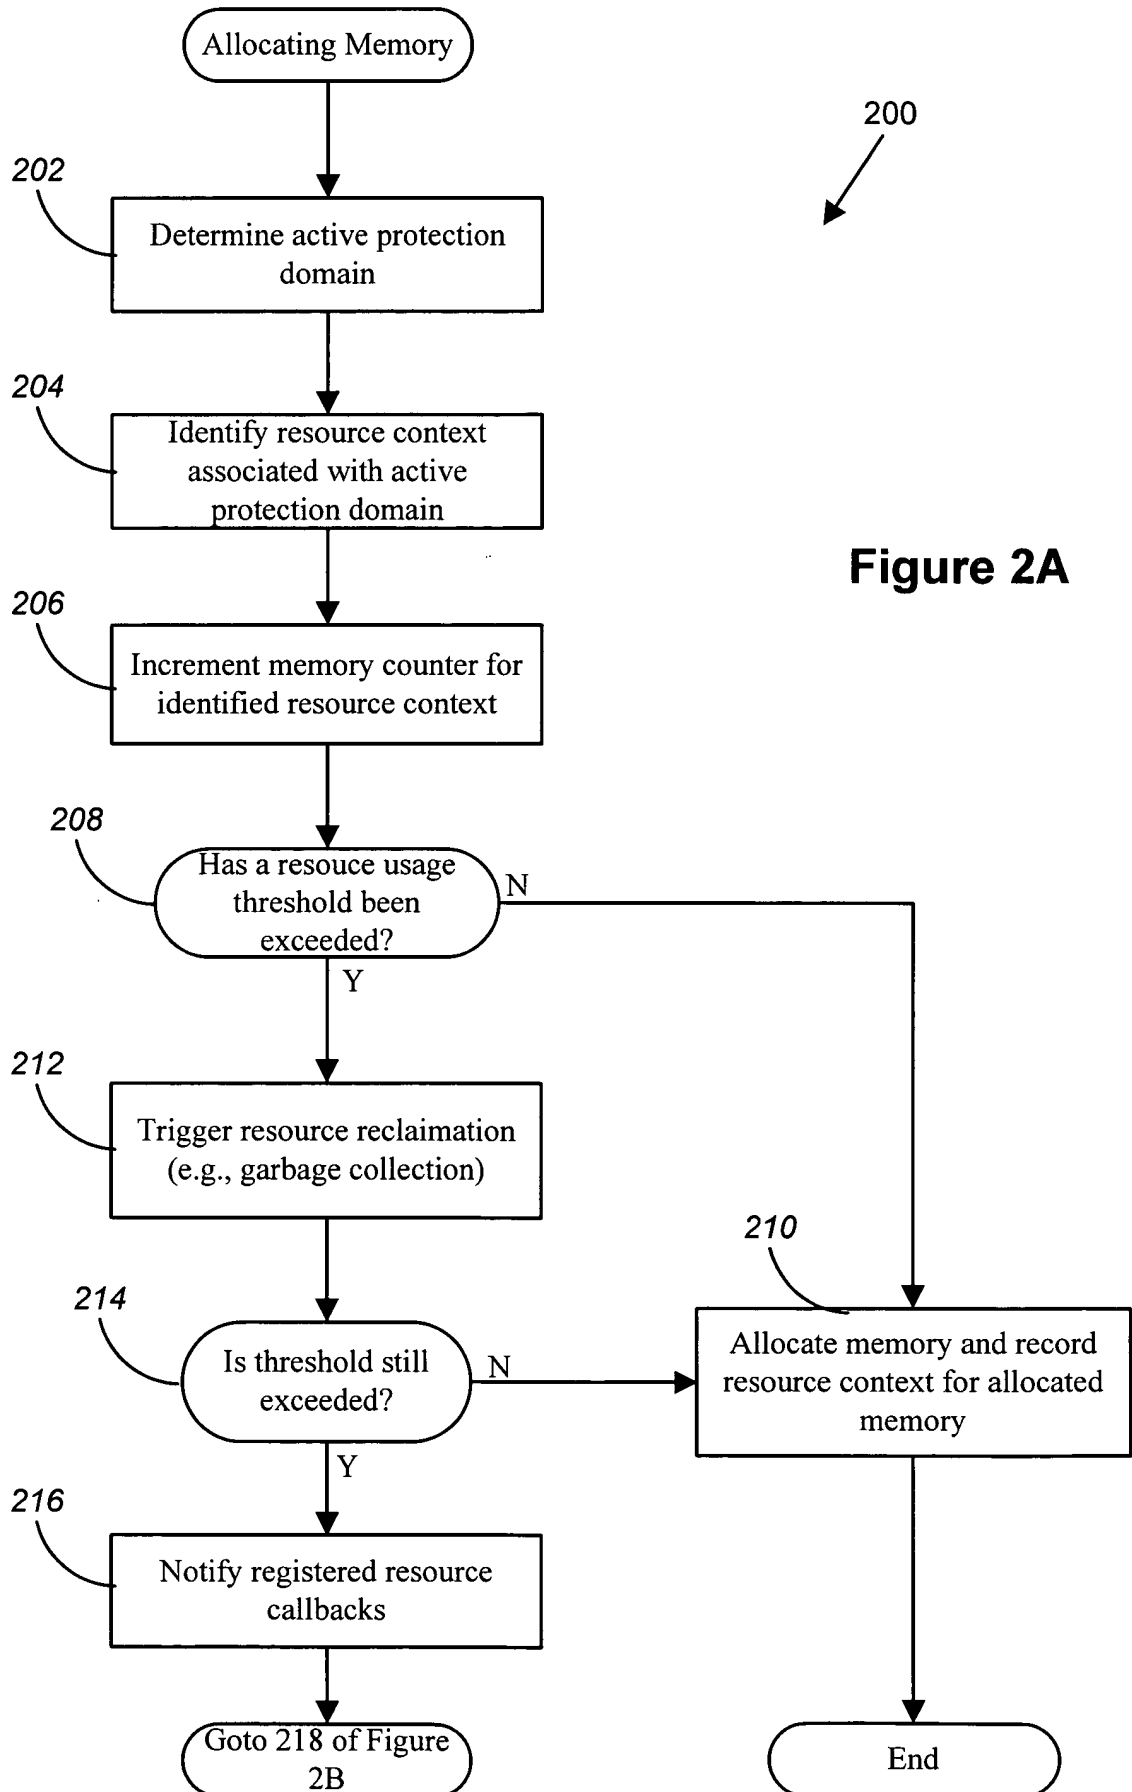 Allocating Memory
200
202
Determine active protection
domain
204
Identify resource context
associated with active
protection domain
Figure 2A
206
Increment memory counter for
identified resource context
208
Has a resouce usage
threshold been
exceeded?
N
Y
212
Trigger resource reclaimation
(e.g., garbage collection)
210
Allocate memory and record
resource context for allocated
memory
214
Is threshold still
exceeded?
N
Y
216
Notify registered resource
callbacks
Goto 218 of Figure
2B
End